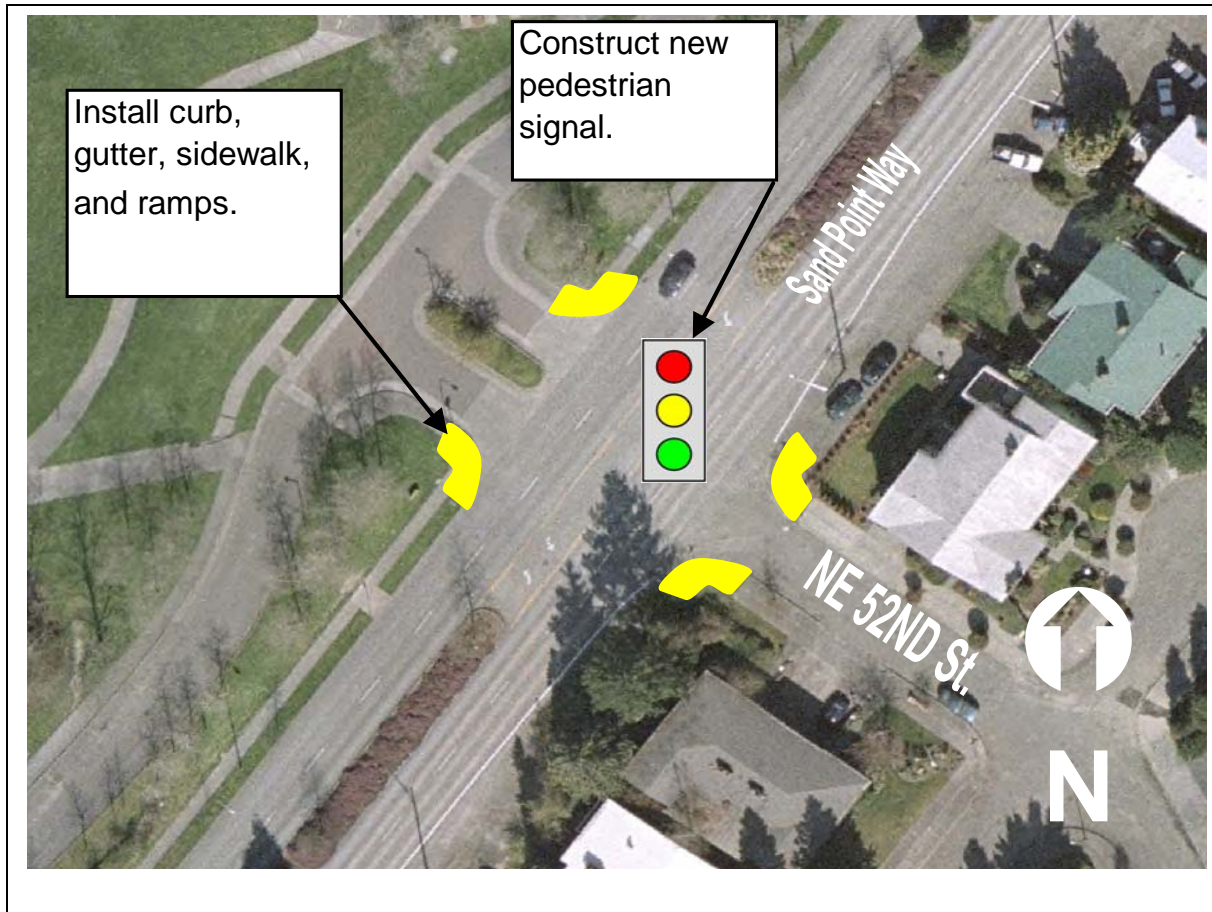 Construct new
pedestrian
signal.
Install curb,
gutter, sidewalk,
and ramps.
Sand Point Way
NE 52ND St.
N